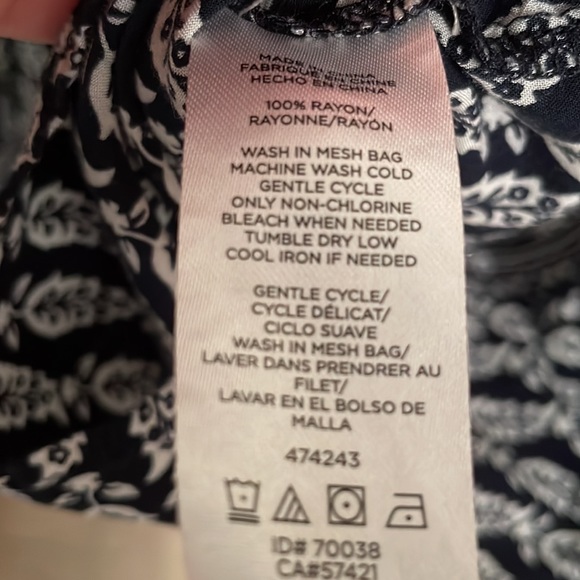 MADE IN CHINA
FABRIQUÉ EN CHINE
HECHO EN CHINA
100% RAYON/
RAYONNE/RAYÓN
WASH IN MESH BAG
MACHINE WASH COLD
GENTLE CYCLE
ONLY NON-CHLORINE
BLEACH WHEN NEEDED
TUMBLE DRY LOW
COOL IRON IF NEEDED
GENTLE CYCLE/
CYCLE DÉLICAT/
CICLO SUAVE
WASH IN MESH BAG/
LAVER DANS PRENDRER AU
FILET/
LAVAR EN EL BOLSO DE
MALLA
474243
ID# 70038
CA#57421